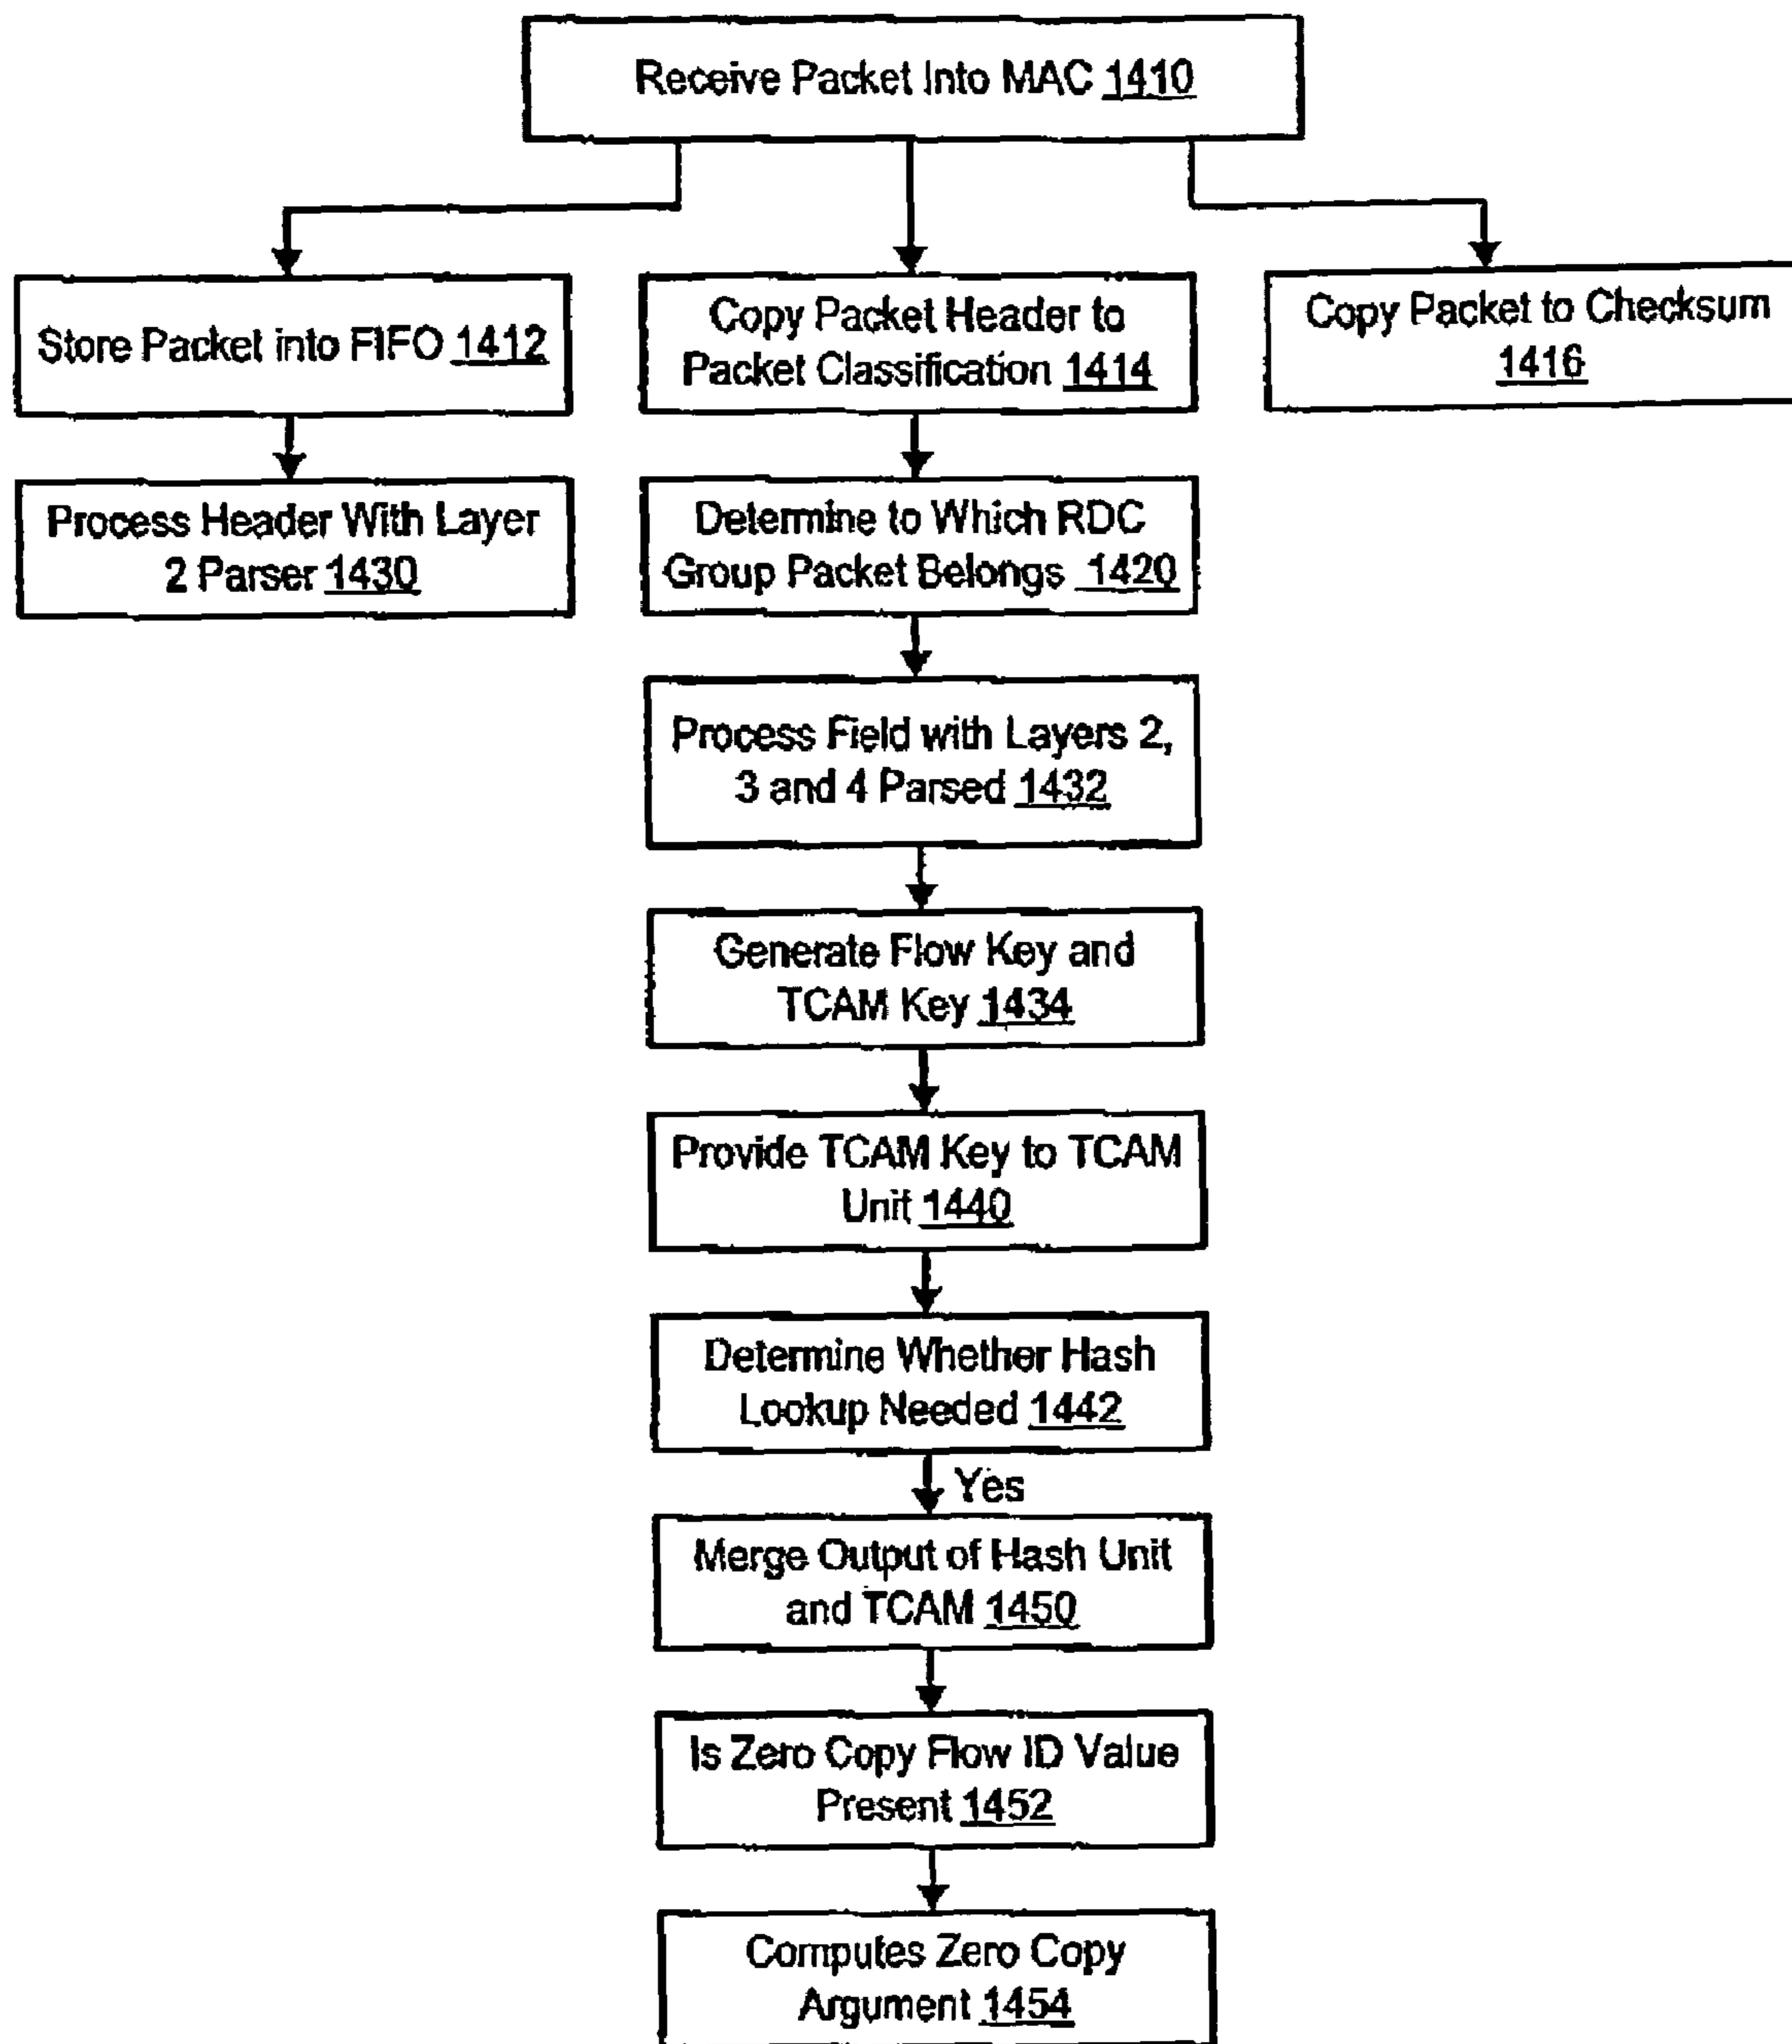 Receive Packet Into MAC 1410
Store Packet into FIFO 1412
Copy Packet Header to
Packet Classification 1414
Copy Packet to Checksum
1416
Process Header With Layer
2 Parser 1430
Determine to Which RDC
Group Packet Belongs 1420
Process Field with Layers 2,
3 and 4 Parsed 1432
Generate Flow Key and
TCAM Key 1434
Provide TCAM Key to TCAM
Unit 1440
Determine Whether Hash
Lookup Needed 1442
Yes
Merge Output of Hash Unit
and TCAM 1450
Is Zero Copy Flow ID Value
Present 1452
Computes Zero Copy
Argument 1454